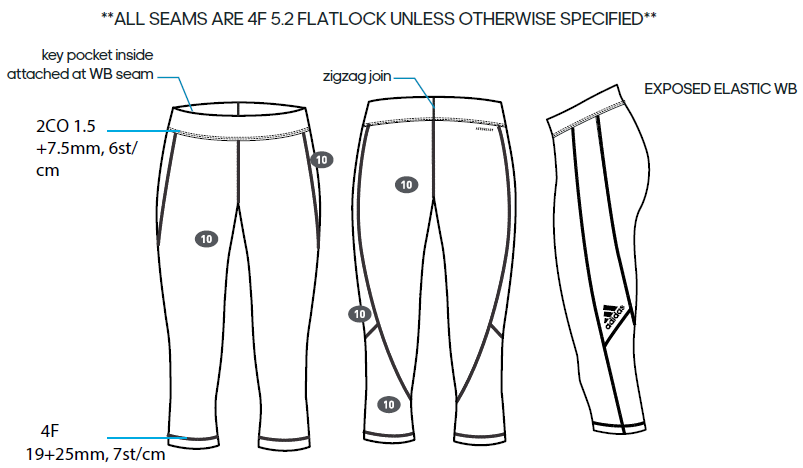 **ALL SEAMS ARE 4F 5.2 FLATLOCK UNLESS OTHERWISE SPECIFIED**
key pocket inside
attached at WB seam
zigzag join
EXPOSED ELASTIC WB
2CO 1.5
+7.5mm, 6st/
cm
10
10
10
10
10
adidas
4F
19+25mm, 7st/cm